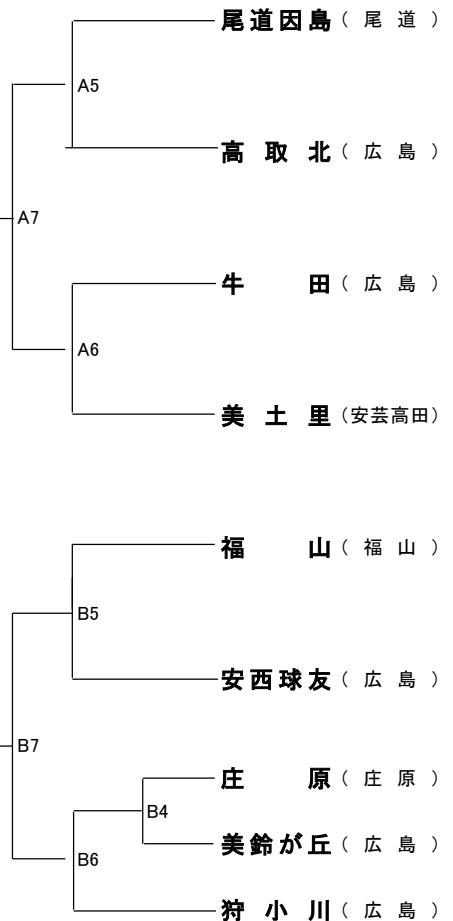 尾道因島（尾道）
A5
高取北（広島）
A7
牛田（広島）
A6
美土里（安芸高田）
福山（福山）
B5
安西球友（広島）
B7
庄原（庄原）
B4
美鈴が丘（広島）
B6
狩小川（広島）